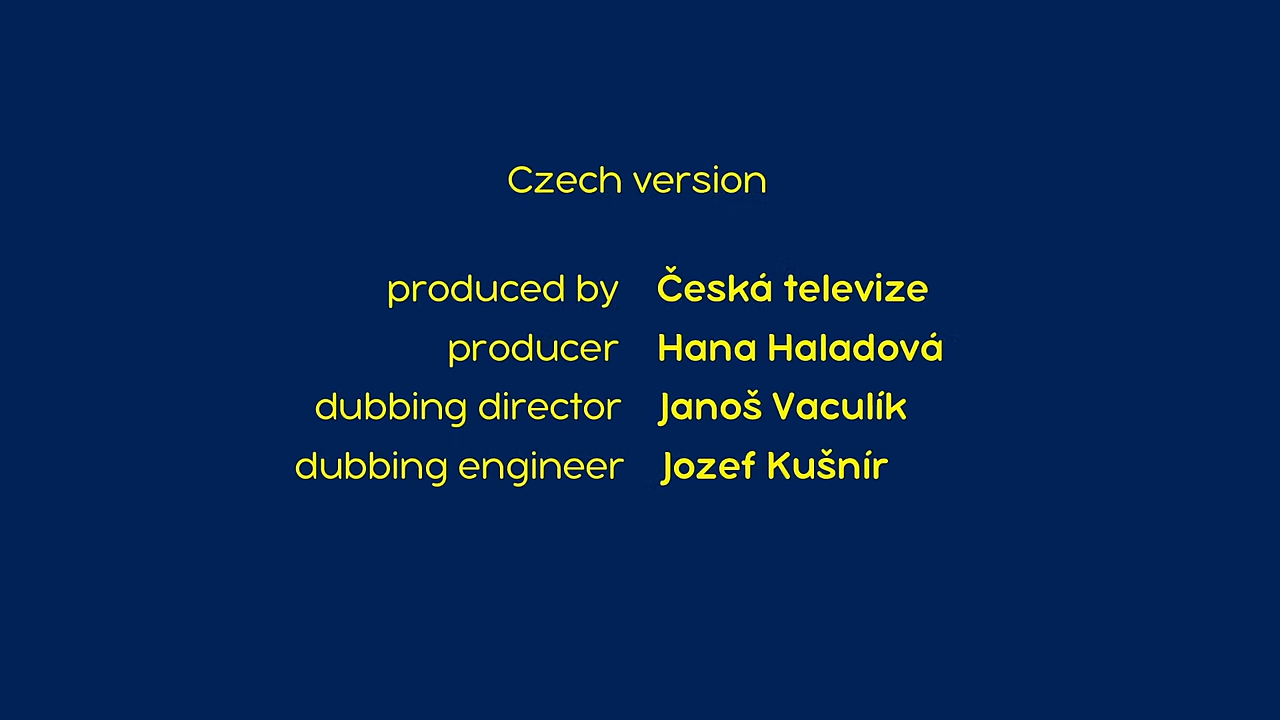 Czech version
produced by Česká televize
producer Hana Haladová
dubbing director Janoš Vaculík
dubbing engineer Jozef Kušnír